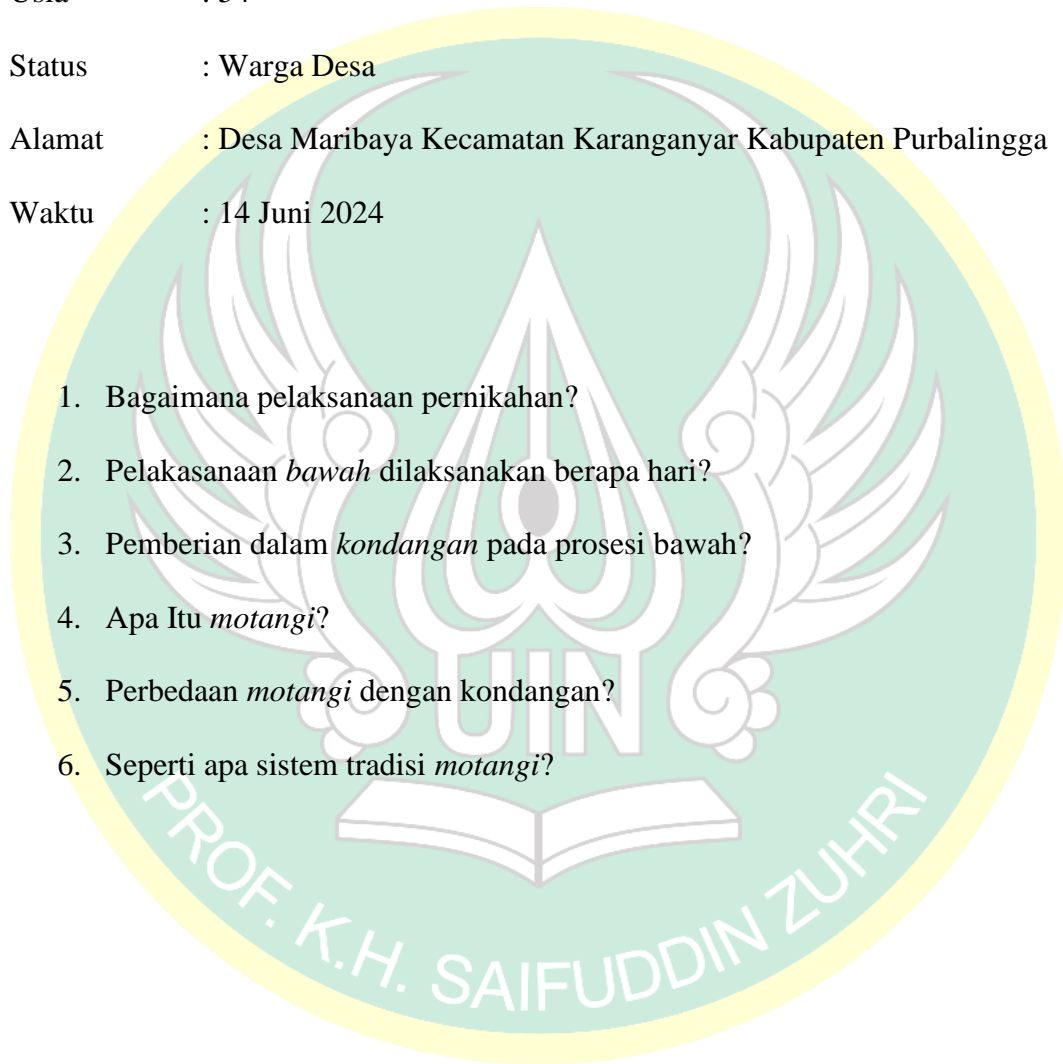 Status : Warga Desa
Alamat : Desa Maribaya Kecamatan Karanganyar Kabupaten Purbalingga
Waktu : 14 Juni 2024
1. Bagaimana pelaksanaan pernikahan?
2. Pelakasanaan bawah dilaksanakan berapa hari?
3. Pemberian dalam kondangan pada prosesi bawah?
4. Apa Itu motangi?
5. Perbedaan motangi dengan kondangan?
6. Seperti apa sistem tradisi motangi?
UIN
PROF. K.H. SAIFUDDIN ZUHRI